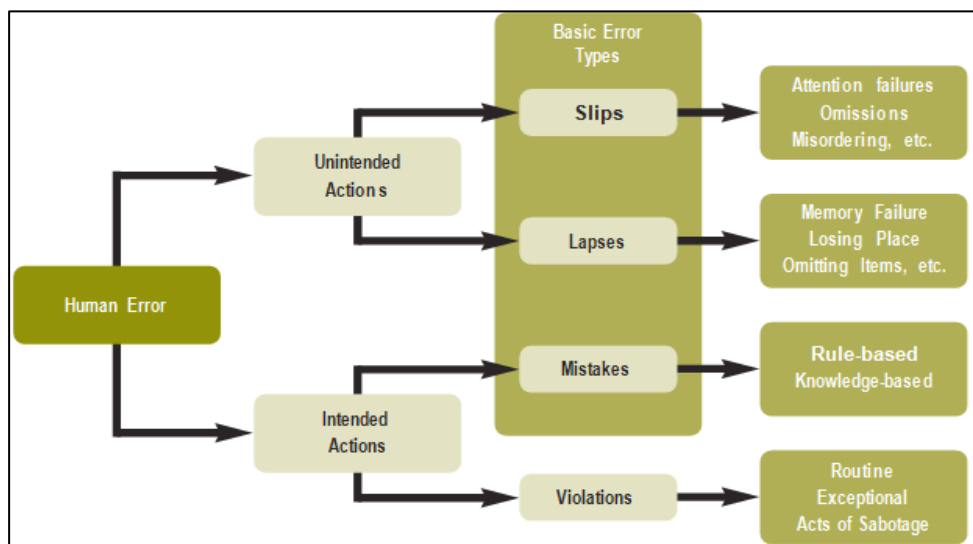 Basic Error
Types
Slips
Attention failures
Omissions
Misordering, etc.
Unintended
Actions
Lapses
Memory Failure
Losing Place
Omitting Items, etc.
Human Error
Mistakes
Rule-based
Knowledge-based
Intended
Actions
Violations
Routine
Exceptional
Acts of Sabotage